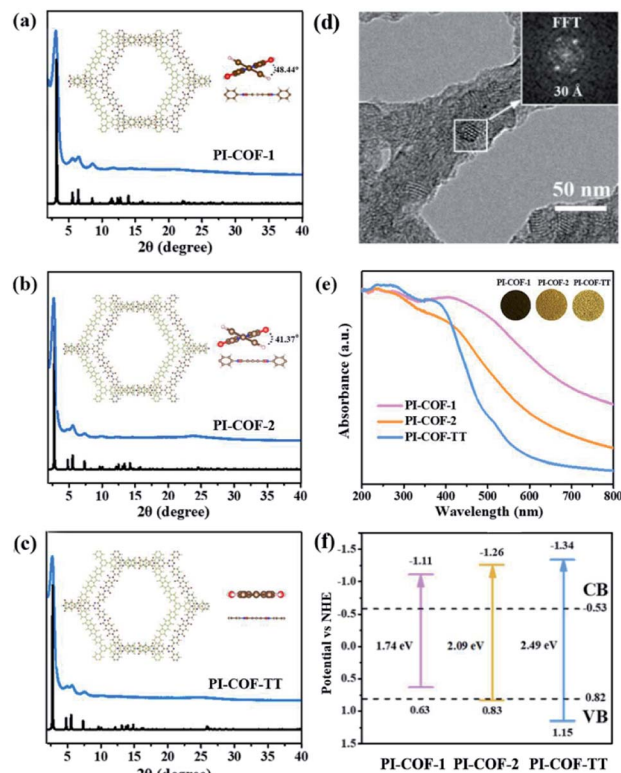 (a)
48.44°
PI-COF-1
5 10 15 20 25 30 35 40
2θ (degree)
(b)
41.37°
PI-COF-2
5 10 15 20 25 30 35 40
2θ (degree)
(c)
PI-COF-TT
5 10 15 20 25 30 35 40
2θ (degree)
(d)
FFT
30 Å
50 nm
(e)
PI-COF-1 PI-COF-2 PI-COF-TT
Absorbance (a.u.)
PI-COF-1
PI-COF-2
PI-COF-TT
200 300 400 500 600 700 800
Wavelength (nm)
(f)
Potential vs NHE
-1.5
-1.0
-0.5
0.0
0.5
1.0
1.5
-1.11 -1.26 -1.34
CB
-0.53
1.74 eV 2.09 eV 2.49 eV
0.82
0.63 0.83 1.15
VB
PI-COF-1 PI-COF-2 PI-COF-TT